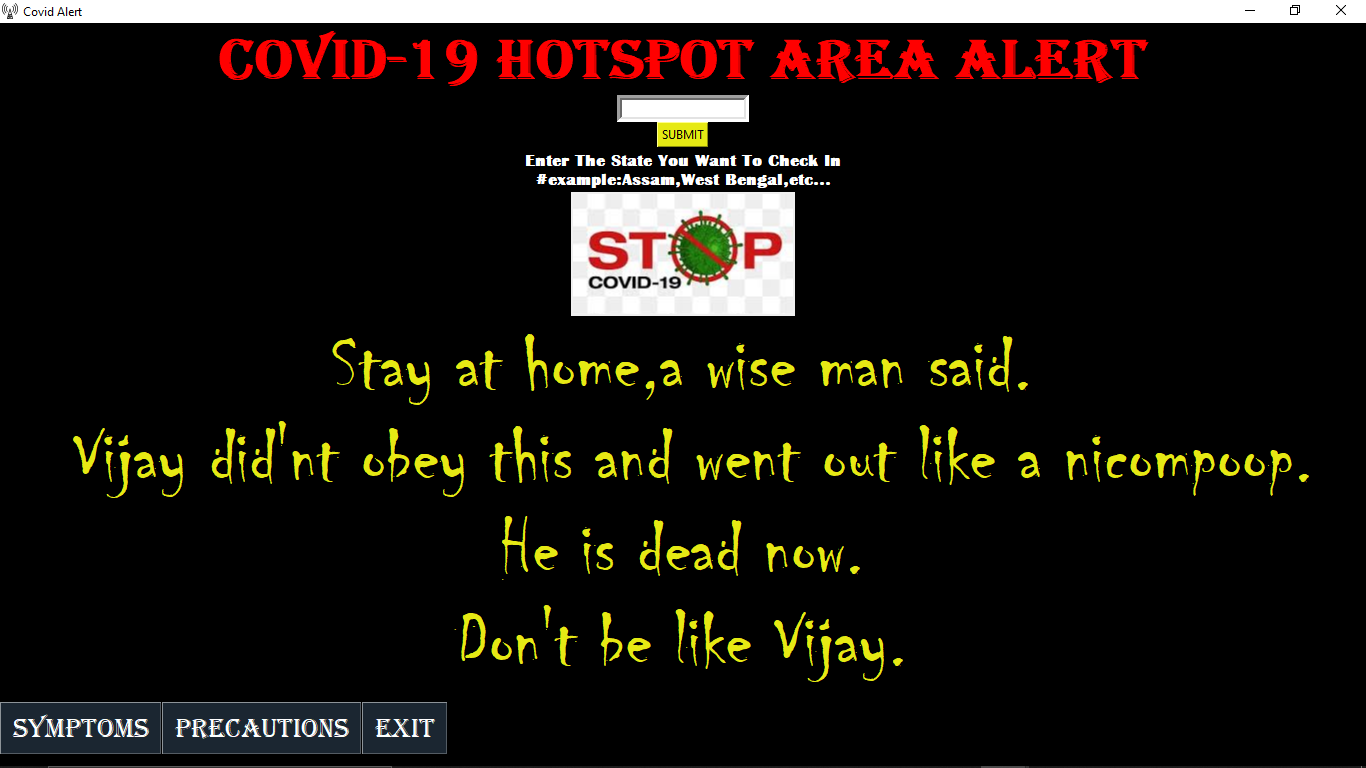 Covid Alert
COVID-19 HOTSPOT AREA ALERT
SUBMIT
Enter The State You Want To Check In
#example:Assam,West Bengal,etc...
STOP
COVID-19
Stay at home,a wise man said.
Vijay did'nt obey this and went out like a nicompoop.
He is dead now.
Don't be like Vijay.
SYMPTOMS PRECAUTIONS EXIT